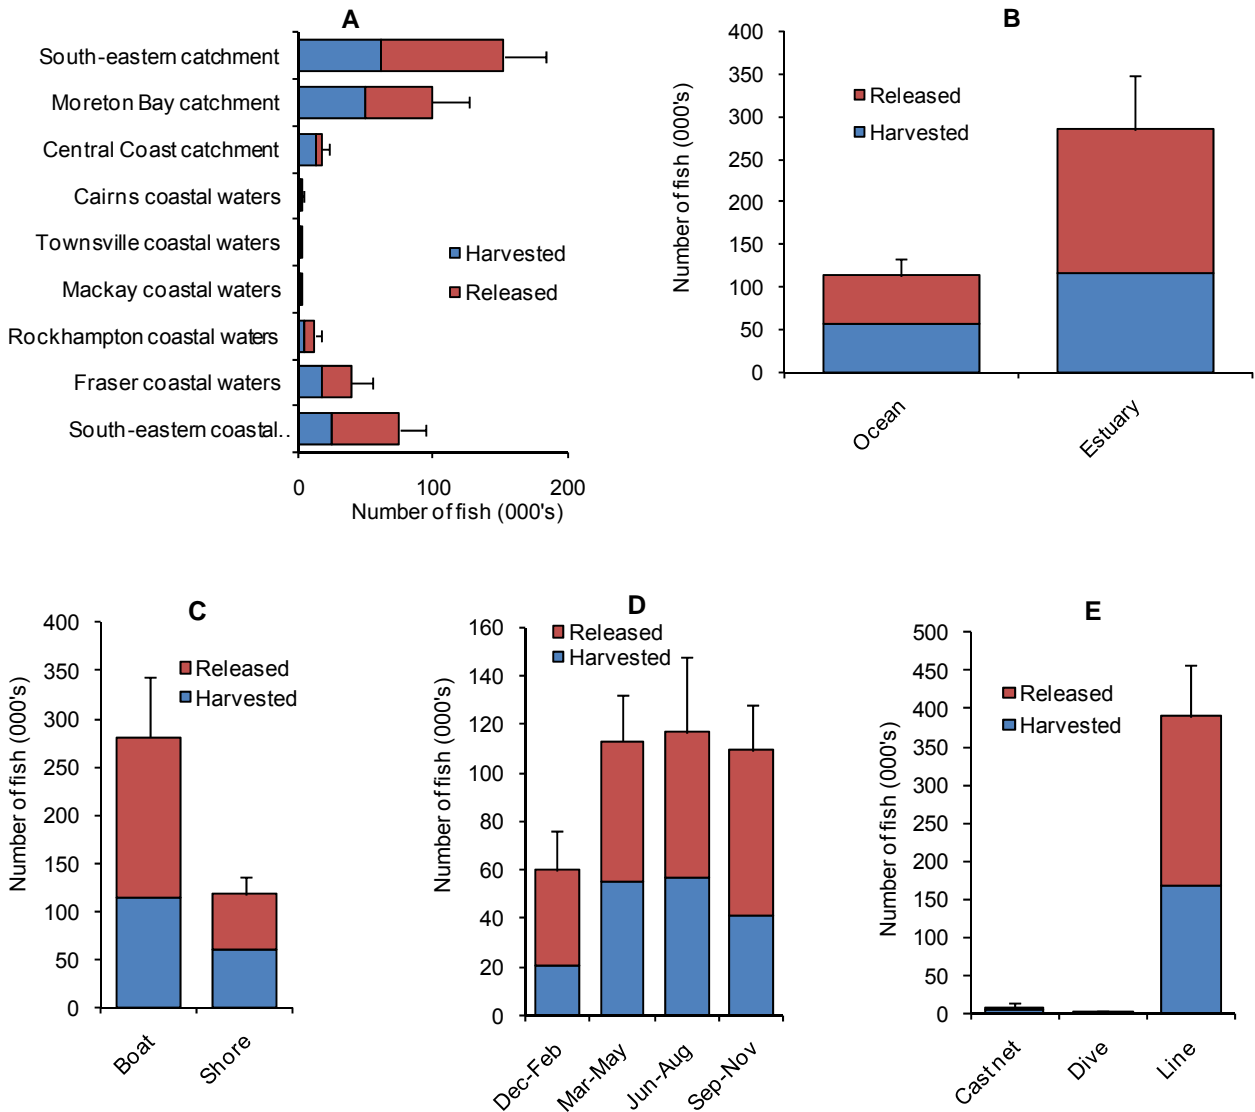 A
South-eastern catchment
Moreton Bay catchment
Central Coast catchment
Cairns coastal waters
Townsville coastal waters
Mackay coastal waters
Rockhampton coastal waters
Fraser coastal waters
South-eastern coastal..
Harvested
Released
0 100 200
Number of fish (000's)
B
Number of fish (000's)
400
350
300
250
200
150
100
50
0
Released
Harvested
Ocean
Estuary
C
Number of fish (000's)
400
350
300
250
200
150
100
50
0
Released
Harvested
Boat
Shore
D
Number of fish (000's)
160
140
120
100
80
60
40
20
0
Released
Harvested
Dec-Feb
Mar-May
Jun-Aug
Sep-Nov
E
Number of fish (000's)
500
450
400
350
300
250
200
150
100
50
0
Released
Harvested
Cast net
Dive
Line